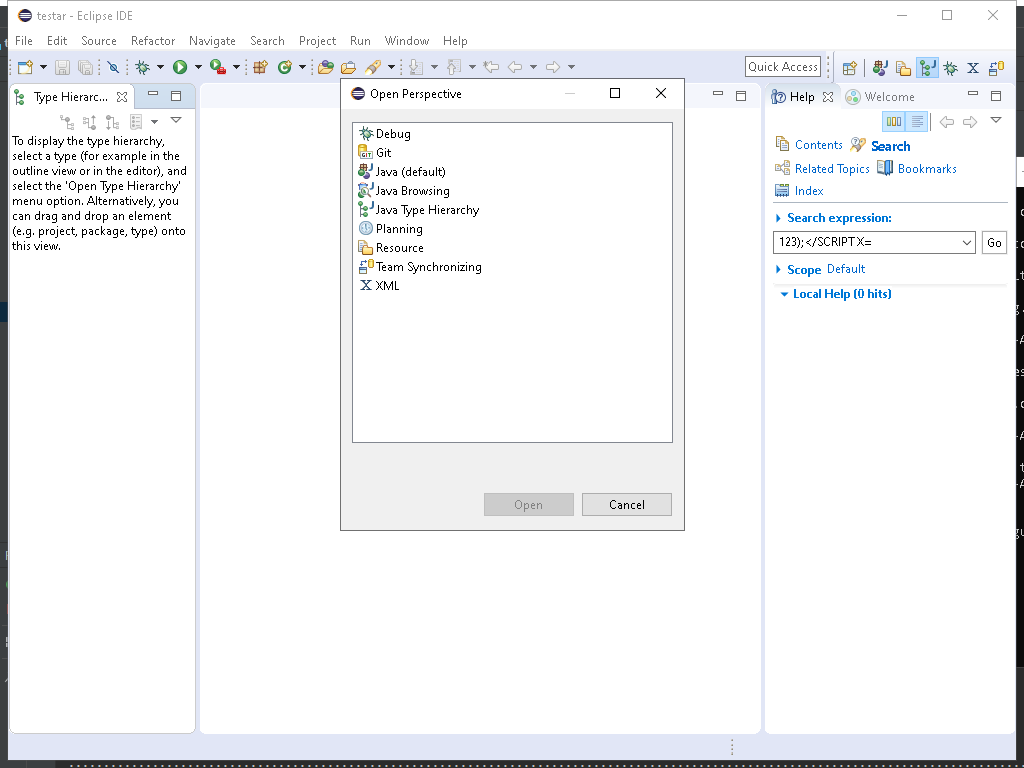 testar - Eclipse IDE
File Edit Source Refactor Navigate Search Project Run Window Help
Quick Access
Type Hierarc...
To display the type hierarchy,
select a type (for example in the
outline view or in the editor), and
select the 'Open Type Hierarchy'
menu option. Alternatively, you
can drag and drop an element
(e.g. project, package, type) onto
this view.
Open Perspective
Debug
Git
Java (default)
Java Browsing
Java Type Hierarchy
Planning
Resource
Team Synchronizing
XML
Open Cancel
Help Welcome
Contents Search
Related Topics Bookmarks
Index
Search expression:
123);</SCRIPTX= Go
Scope Default
Local Help (0 hits)